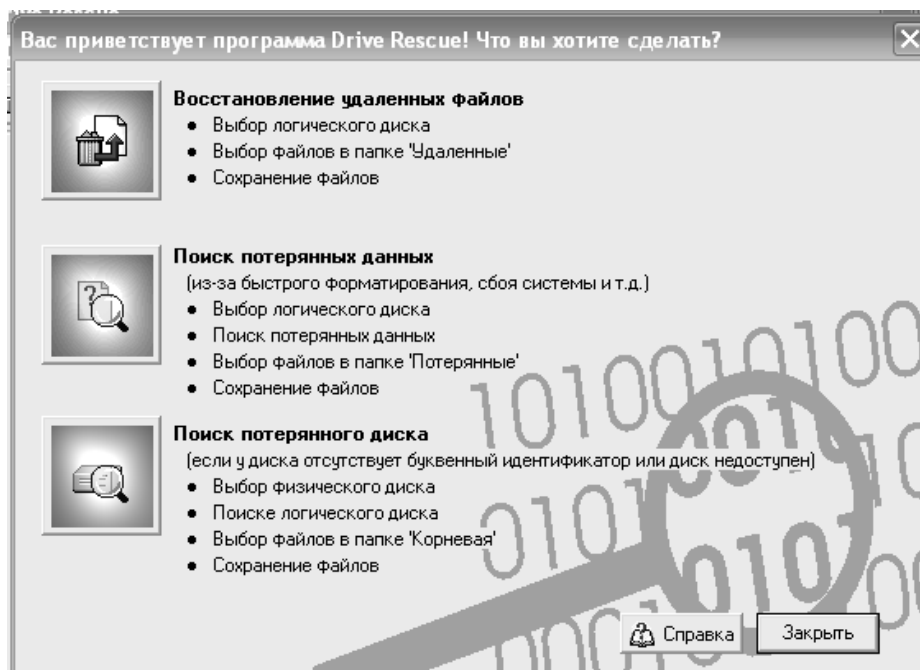 Вас приветствует программа Drive Rescue! Что вы хотите сделать?
Восстановление удаленных файлов
• Выбор логического диска
• Выбор файлов в папке 'Удаленные'
• Сохранение файлов
Поиск потерянных данных
(из-за быстрого форматирования, сбоя системы и т.д.)
• Выбор логического диска
• Поиск потерянных данных
• Выбор файлов в папке 'Потерянные'
• Сохранение файлов
Поиск потерянного диска
(если у диска отсутствует буквенный идентификатор или диск недоступен)
• Выбор физического диска
• Поиске логического диска
• Выбор файлов в папке 'Корневая'
• Сохранение файлов
Справка
Закрыть